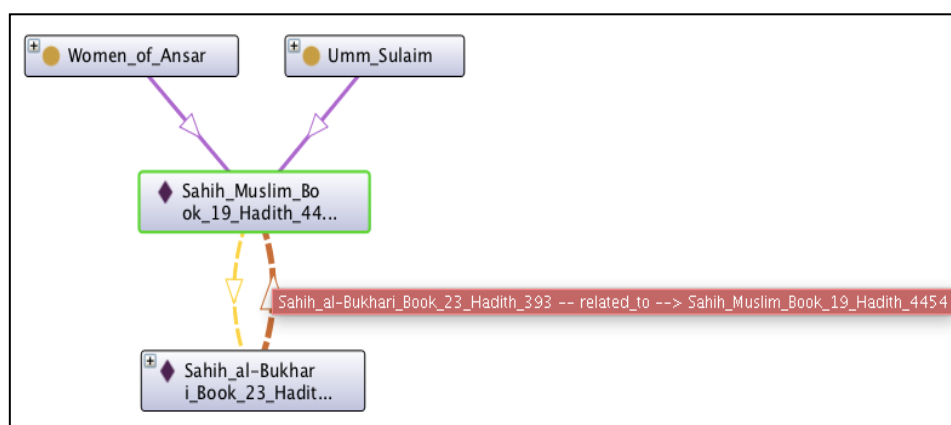 Women_of_Ansar
Umm_Sulaim
Sahih_Muslim_Bo
ok_19_Hadith_44...
Sahih_al-Bukhari_Book_23_Hadith_393 -- related_to --> Sahih_Muslim_Book_19_Hadith_4454
Sahih_al-Bukhar
i_Book_23_Hadit...